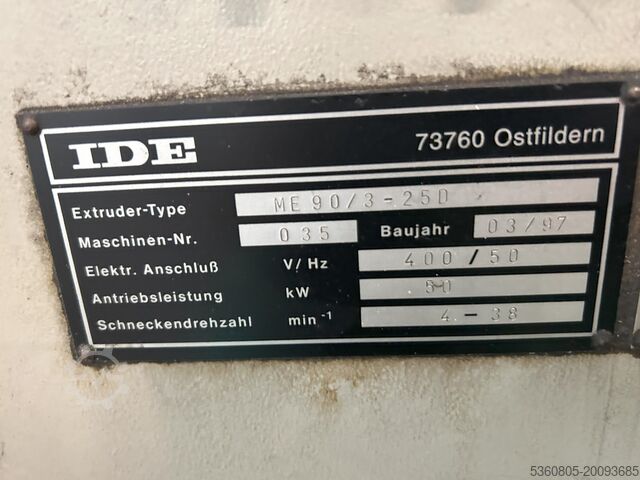 IDE 73760 Ostfildern
Extruder-Type ME 90/3-25D
Maschinen-Nr. 035 Baujahr 03/97
Elektr. Anschluß V/Hz 400/50
Antriebsleistung kW 50
Schneckendrehzahl min⁻¹ 4.-38
5360805-20093685